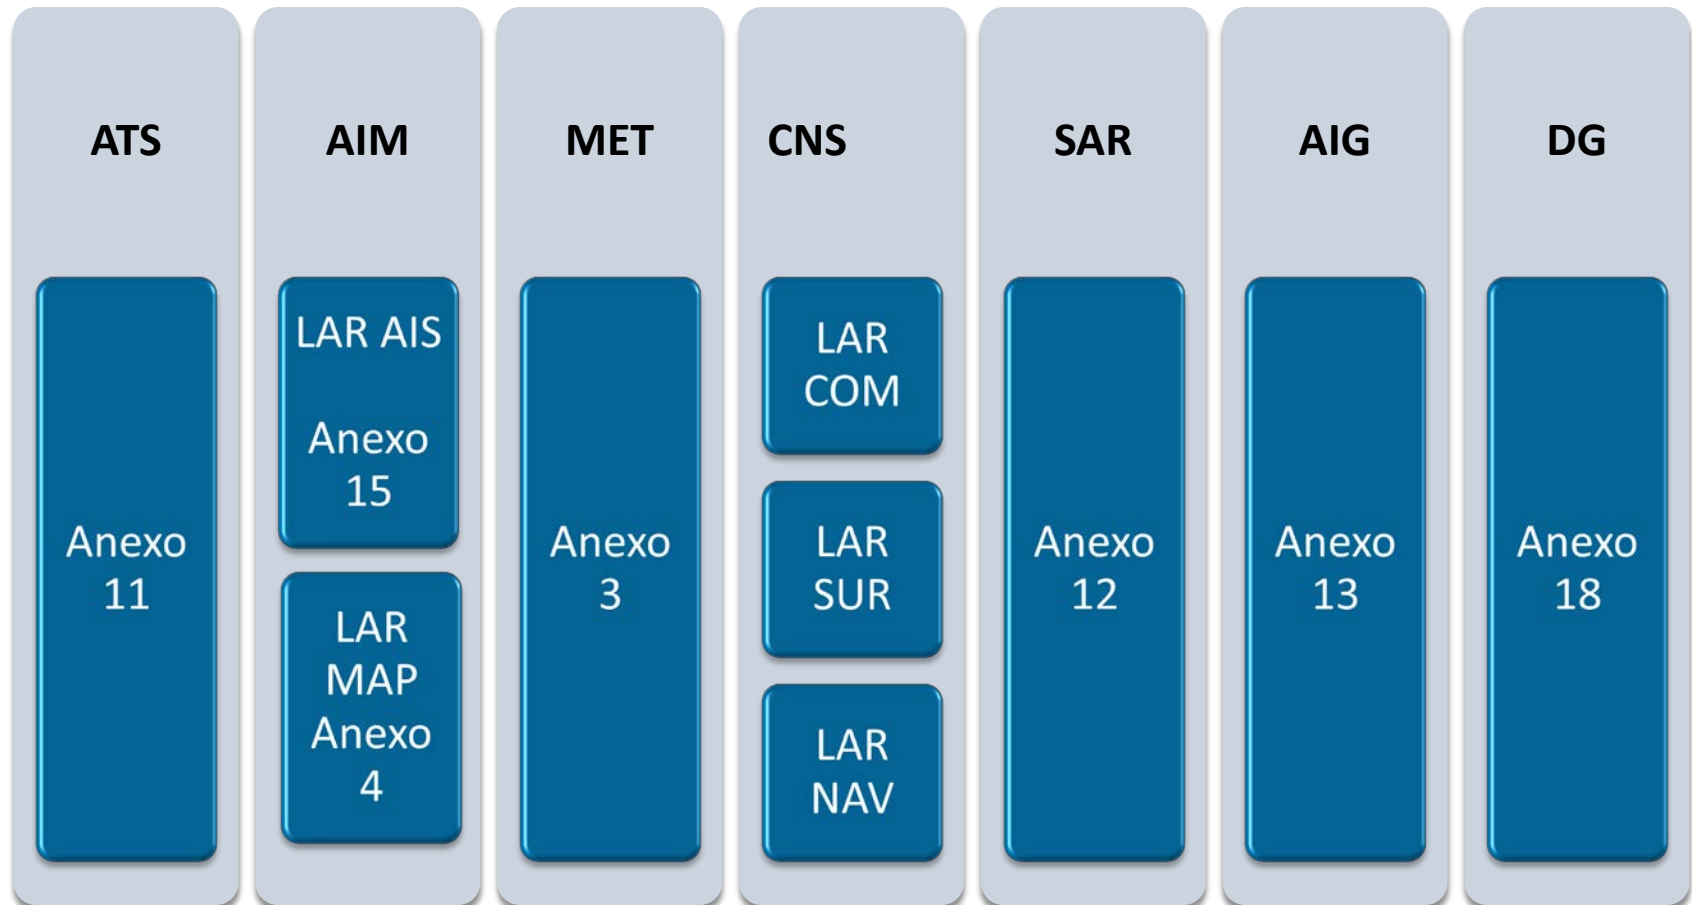 ATS
Anexo
11
AIM
LAR AIS
Anexo
15
LAR
MAP
Anexo
4
MET
Anexo
3
CNS
LAR
COM
LAR
SUR
LAR
NAV
SAR
Anexo
12
AIG
Anexo
13
DG
Anexo
18